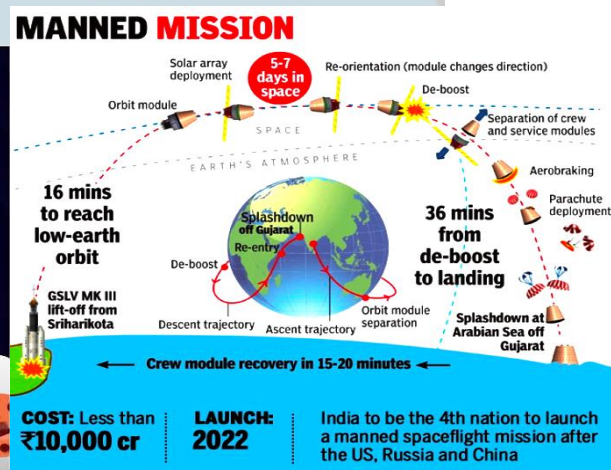 MANNED MISSION
Solar array
deployment
5-7
days in
space
Re-orientation (module changes direction)
De-boost
Orbit module
SPACE
Separation of crew
and service modules
EARTH'S ATMOSPHERE
Aerobraking
Parachute
deployment
16 mins
to reach
low-earth
orbit
Splashdown
off Gujarat
Re-entry
De-boost
36 mins
from
de-boost
to landing
GSLV MK III
lift-off from
Sriharikota
Descent trajectory
Ascent trajectory
Orbit module
separation
Splashdown at
Arabian Sea off
Gujarat
Crew module recovery in 15-20 minutes
COST: Less than
₹10,000 cr
LAUNCH:
2022
India to be the 4th nation to launch
a manned spaceflight mission after
the US, Russia and China